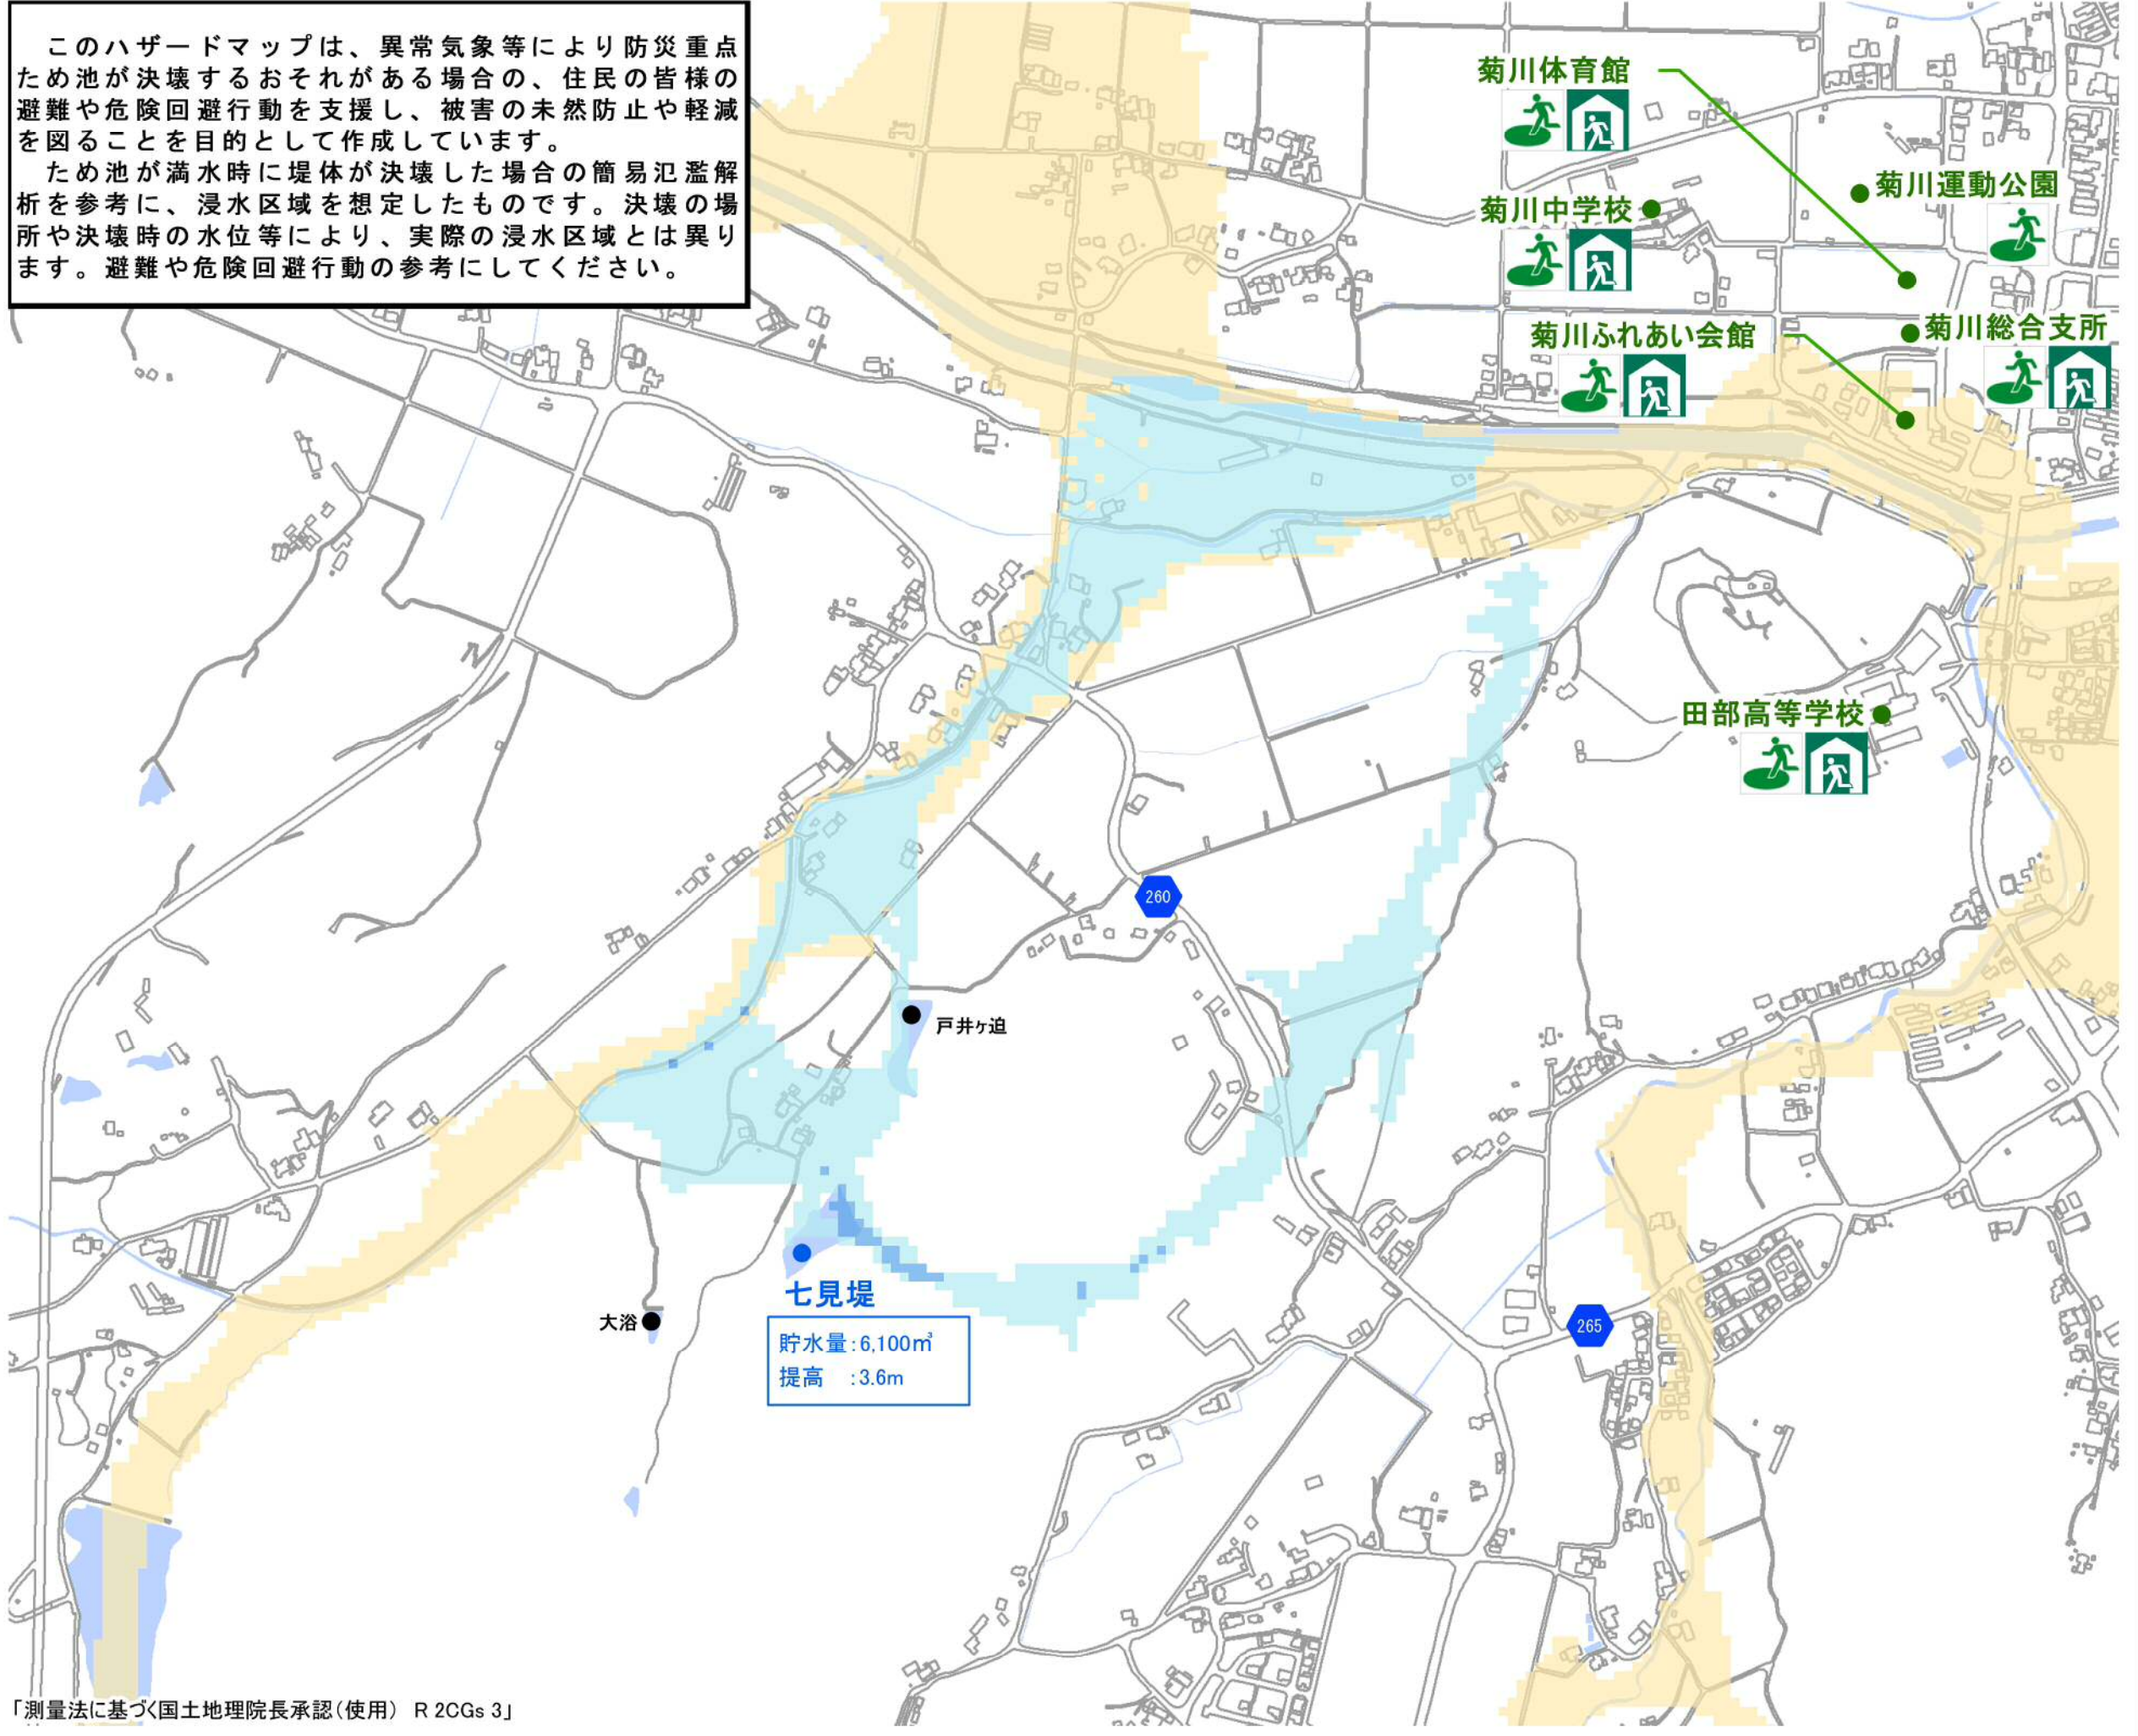 このハザードマップは、異常気象等により防災重点
ため池が決壊するおそれがある場合の、住民の皆様の
避難や危険回避行動を支援し、被害の未然防止や軽減
を図ることを目的として作成しています。
ため池が満水時に堤体が決壊した場合の簡易氾濫解
析を参考に、浸水区域を想定したものです。決壊の場
所や決壊時の水位等により、実際の浸水区域とは異り
ます。避難や危険回避行動の参考にしてください。
菊川体育館
菊川運動公園
菊川中学校
菊川総合支所
菊川ふれあい会館
田部高等学校
260
戸井ヶ迫
七見堤
大浴
貯水量:6,100㎥
提高 :3.6m
265
「測量法に基づく国土地理院長承認(使用) R 2CGs 3」